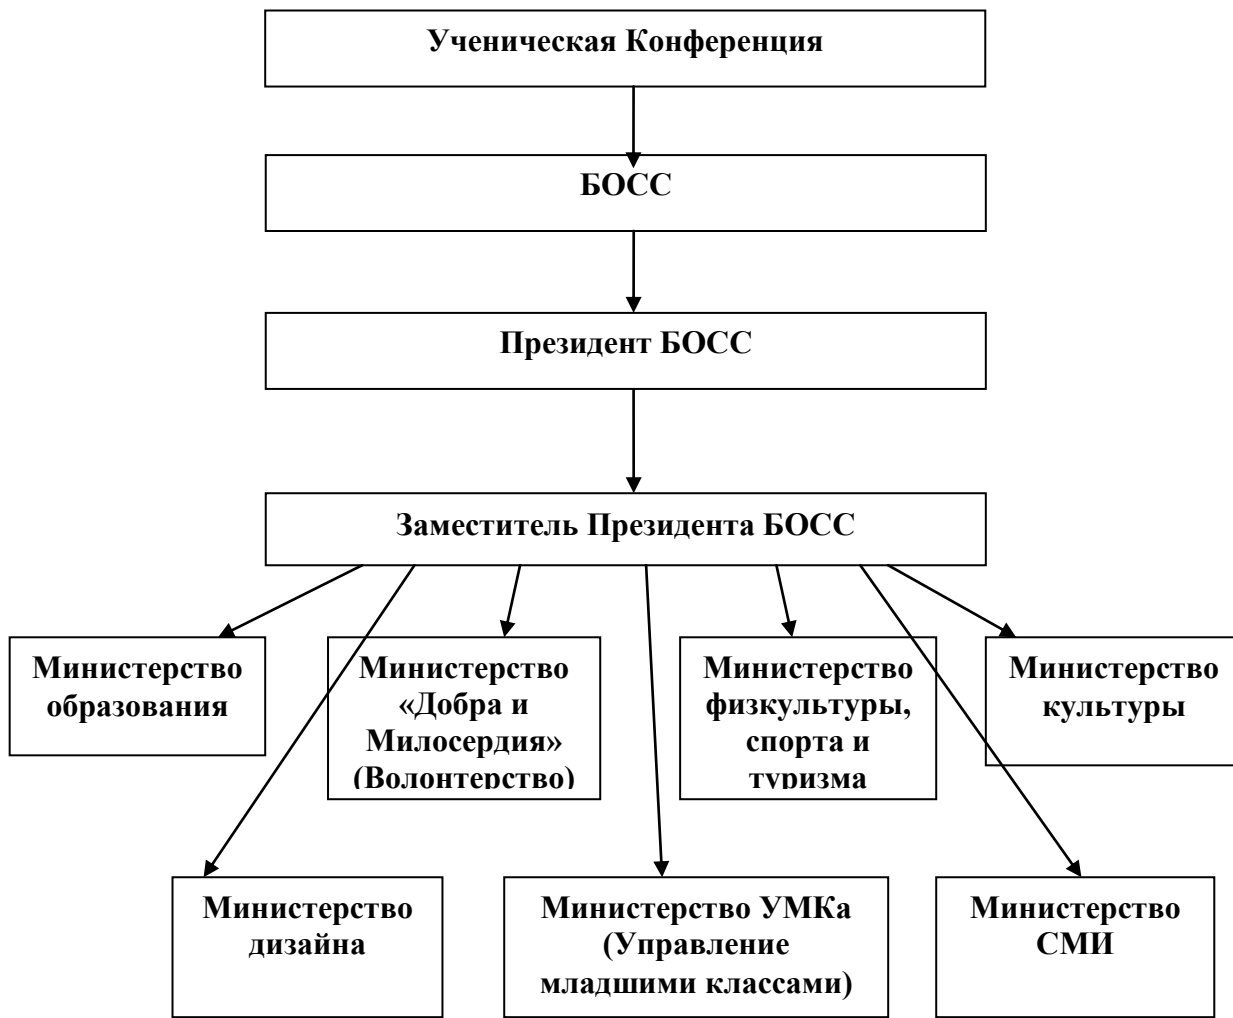 Ученическая Конференция
БОСС
Президент БОСС
Заместитель Президента БОСС
Министерство
образования
Министерство
«Добра и
Милосердия»
(Волонтерство)
Министерство
физкультуры,
спорта и
туризма
Министерство
культуры
Министерство
дизайна
Министерство УМКа
(Управление
младшими классами)
Министерство
СМИ